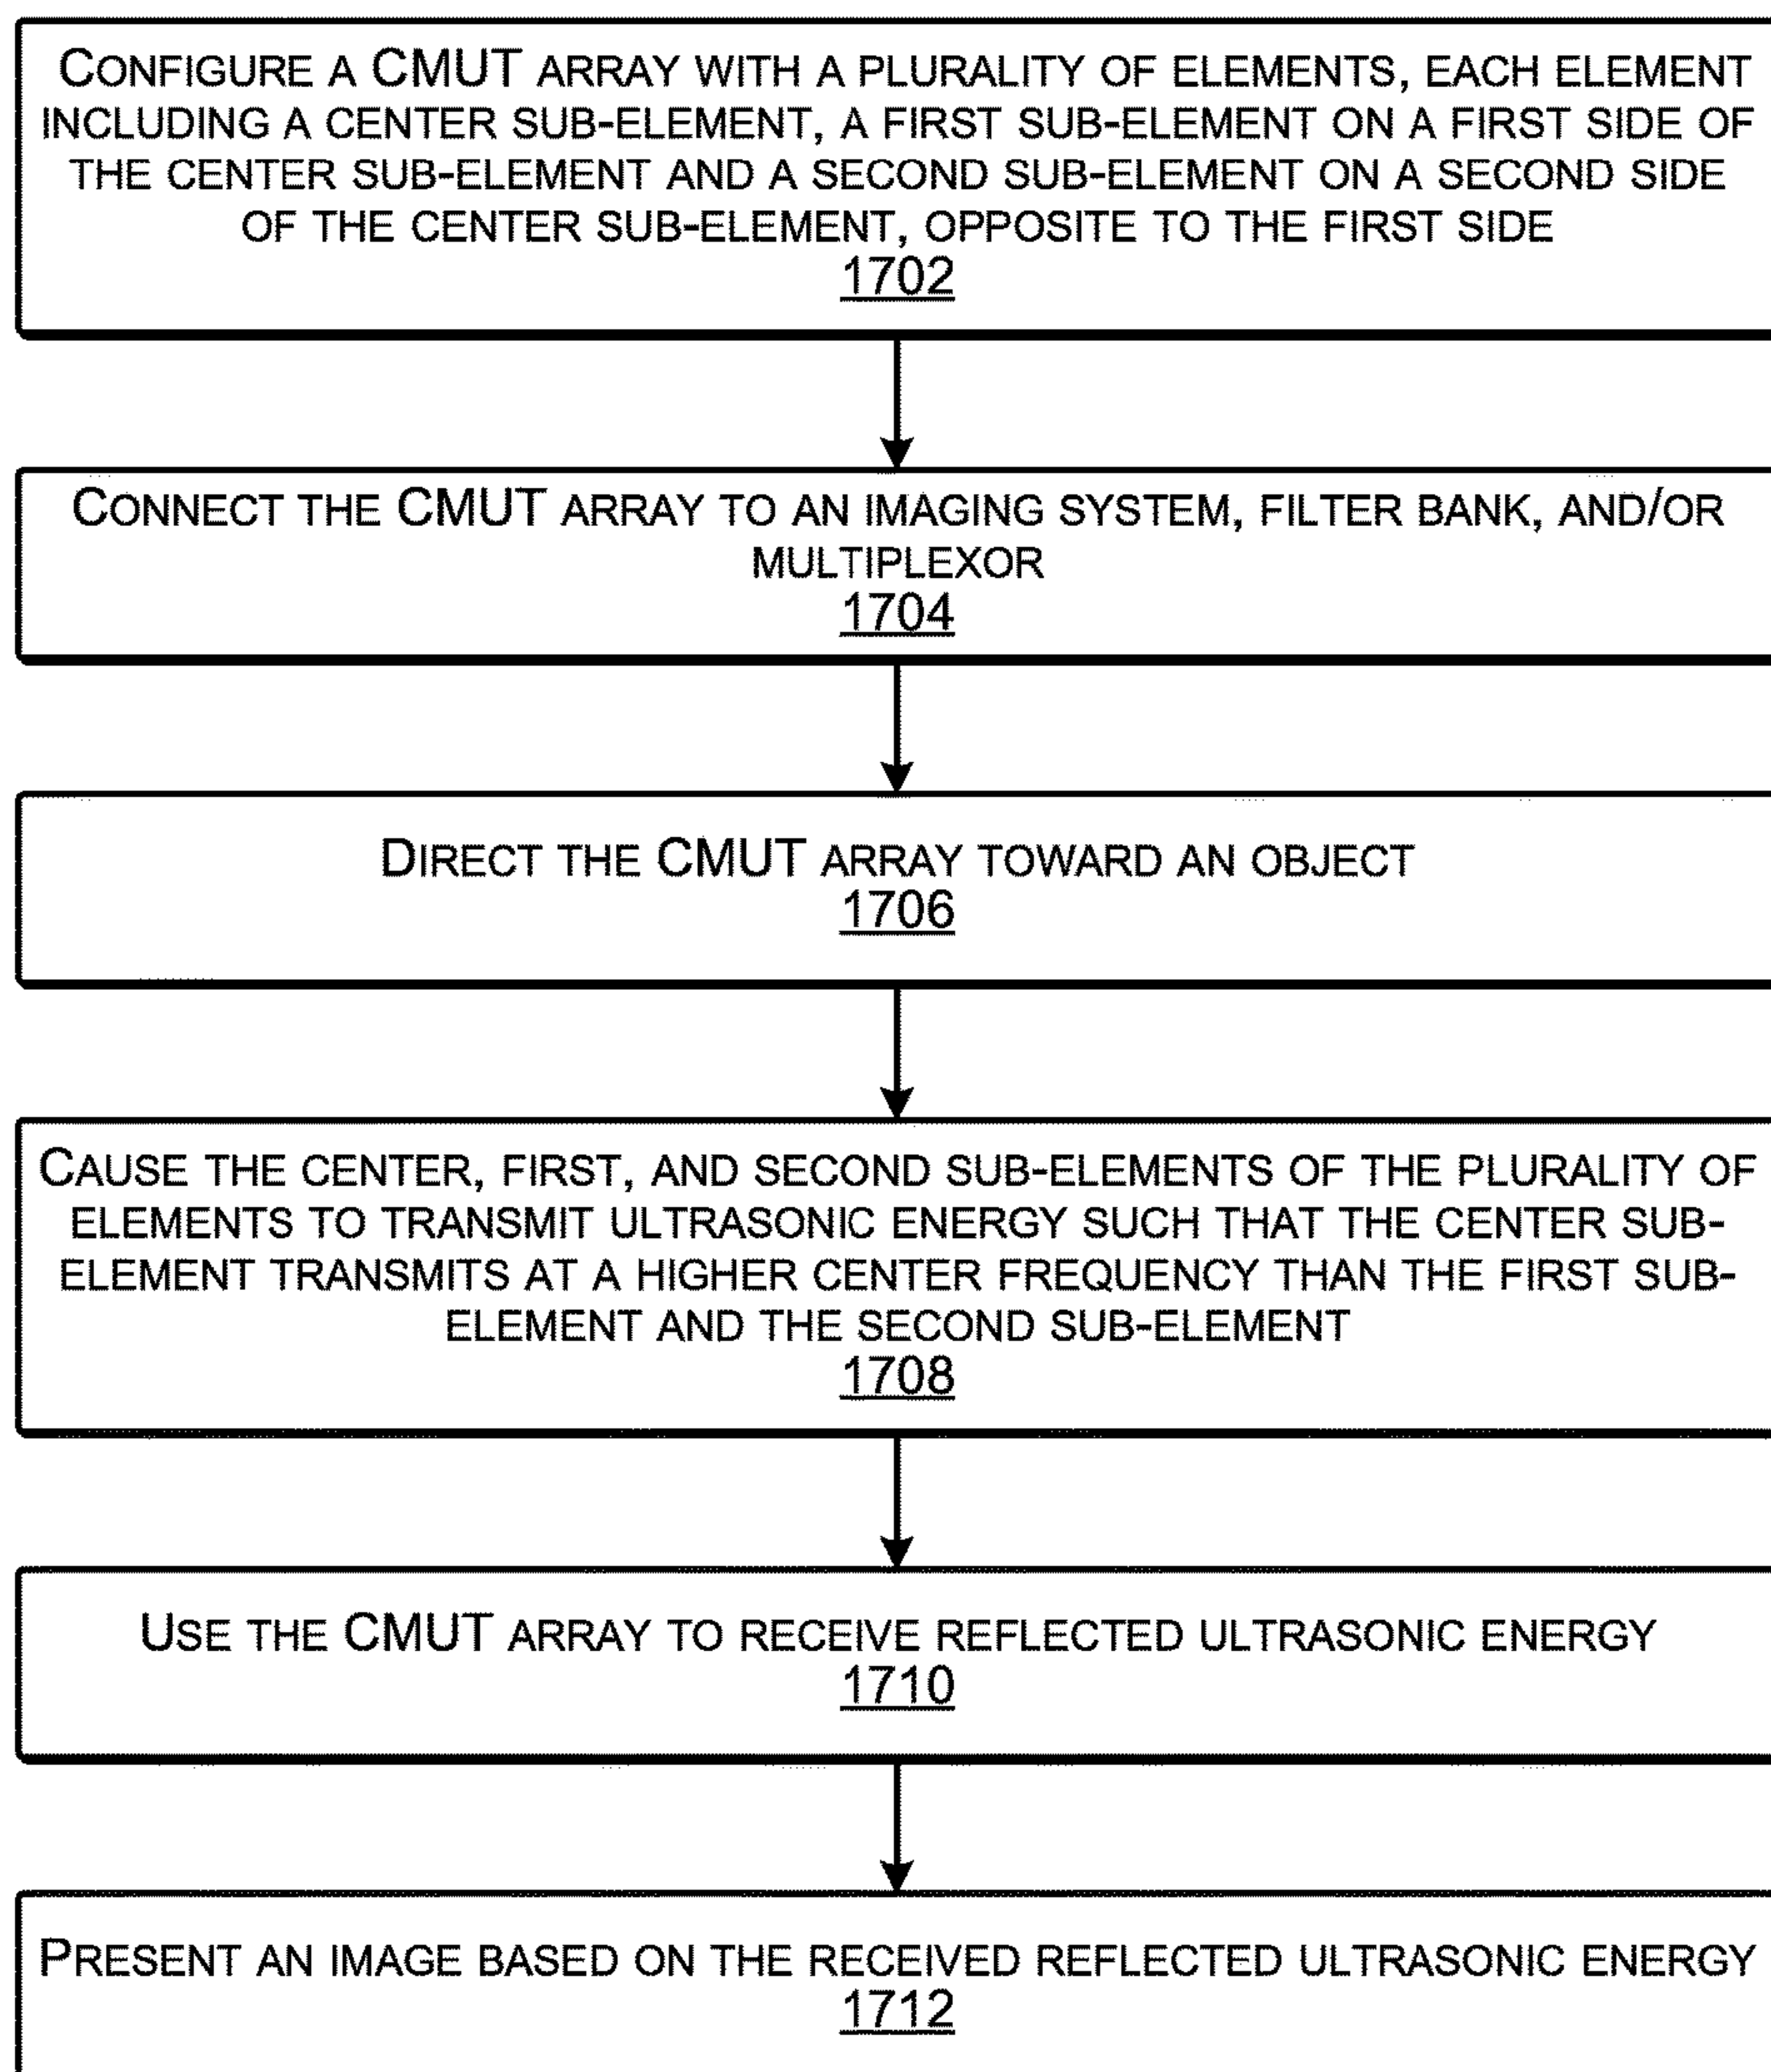 CONFIGURE A CMUT ARRAY WITH A PLURALITY OF ELEMENTS, EACH ELEMENT
INCLUDING A CENTER SUB-ELEMENT, A FIRST SUB-ELEMENT ON A FIRST SIDE OF
THE CENTER SUB-ELEMENT AND A SECOND SUB-ELEMENT ON A SECOND SIDE
OF THE CENTER SUB-ELEMENT, OPPOSITE TO THE FIRST SIDE
1702
CONNECT THE CMUT ARRAY TO AN IMAGING SYSTEM, FILTER BANK, AND/OR
MULTIPLEXOR
1704
DIRECT THE CMUT ARRAY TOWARD AN OBJECT
1706
CAUSE THE CENTER, FIRST, AND SECOND SUB-ELEMENTS OF THE PLURALITY OF
ELEMENTS TO TRANSMIT ULTRASONIC ENERGY SUCH THAT THE CENTER SUB-
ELEMENT TRANSMITS AT A HIGHER CENTER FREQUENCY THAN THE FIRST SUB-
ELEMENT AND THE SECOND SUB-ELEMENT
1708
USE THE CMUT ARRAY TO RECEIVE REFLECTED ULTRASONIC ENERGY
1710
PRESENT AN IMAGE BASED ON THE RECEIVED REFLECTED ULTRASONIC ENERGY
1712